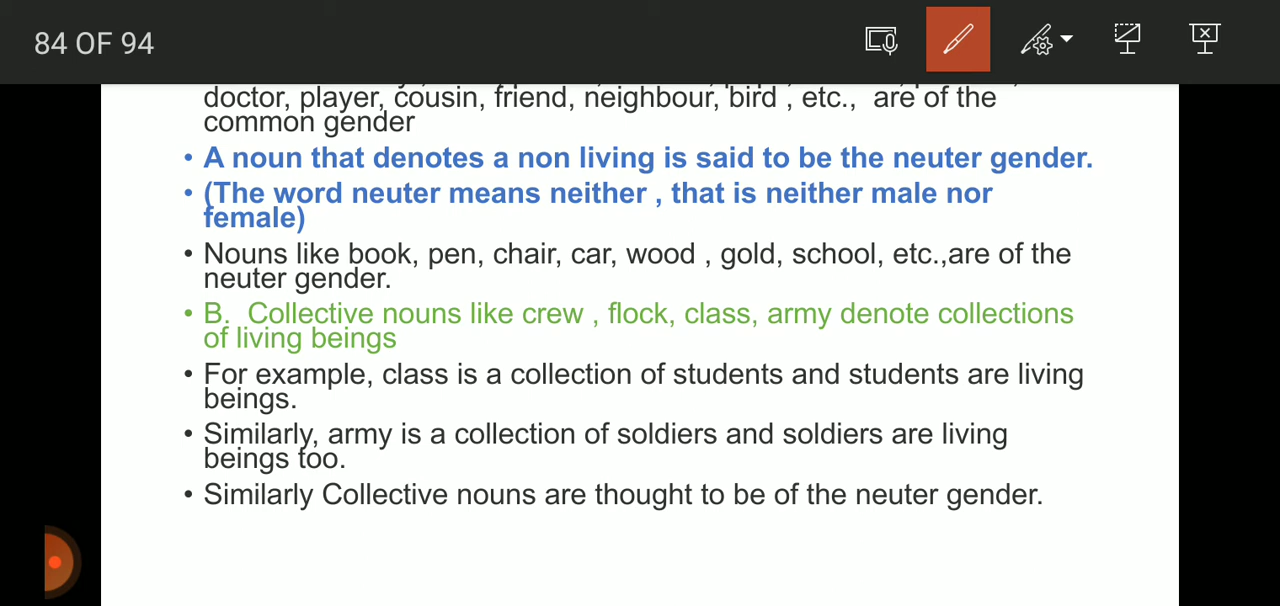 84 OF 94
doctor, player, cousin, friend, neighbour, bird , etc., are of the
common gender
• A noun that denotes a non living is said to be the neuter gender.
• (The word neuter means neither , that is neither male nor
female)
• Nouns like book, pen, chair, car, wood , gold, school, etc.,are of the
neuter gender.
• B. Collective nouns like crew , flock, class, army denote collections
of living beings
• For example, class is a collection of students and students are living
beings.
• Similarly, army is a collection of soldiers and soldiers are living
beings too.
• Similarly Collective nouns are thought to be of the neuter gender.